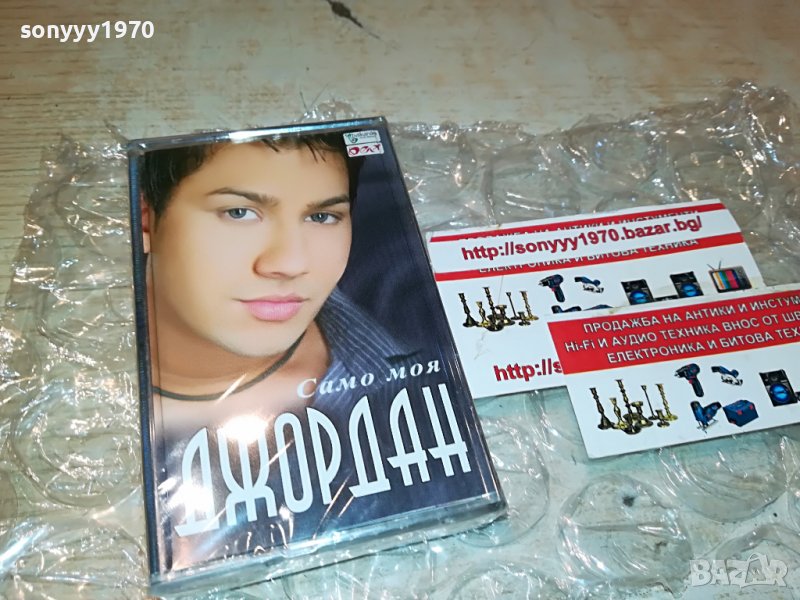 sonyyy1970
Само моя
ДЖОРДАН
http://sonyyy1970.bazar.bg/
ЕЛЕКТРОНИКА И БИТОВА ТЕХНИКА
http://s
ПРОДАЖБА НА АНТИКИ И ИНСТУМ
Hi-Fi И АУДИО ТЕХНИКА ВНОС ОТ ШВ
ЕЛЕКТРОНИКА И БИТОВА ТЕХ
BAZAR